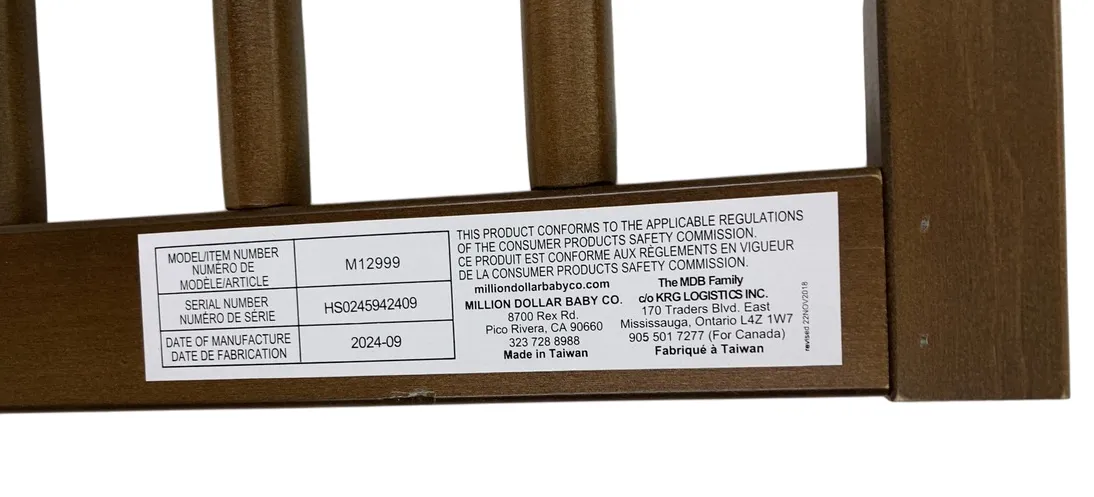 MODEL/ITEM NUMBER
NUMÉRO DE
MODÈLE/ARTICLE
M12999
SERIAL NUMBER
NUMÉRO DE SÉRIE
HS0245942409
DATE OF MANUFACTURE
DATE DE FABRICATION
2024-09
THIS PRODUCT CONFORMS TO THE APPLICABLE REGULATIONS
OF THE CONSUMER PRODUCTS SAFETY COMMISSION.
CE PRODUIT EST CONFORME AUX RÈGLEMENTS EN VIGUEUR
DE LA CONSUMER PRODUCTS SAFETY COMMISSION.
milliondollarbabyco.com
MILLION DOLLAR BABY CO.
8700 Rex Rd.
Pico Rivera, CA 90660
323 728 8988
Made in Taiwan
The MDB Family
c/o KRG LOGISTICS INC.
170 Traders Blvd. East
Mississauga, Ontario L4Z 1W7
905 501 7277 (For Canada)
Fabriqué à Taiwan
revised 22NOV2018